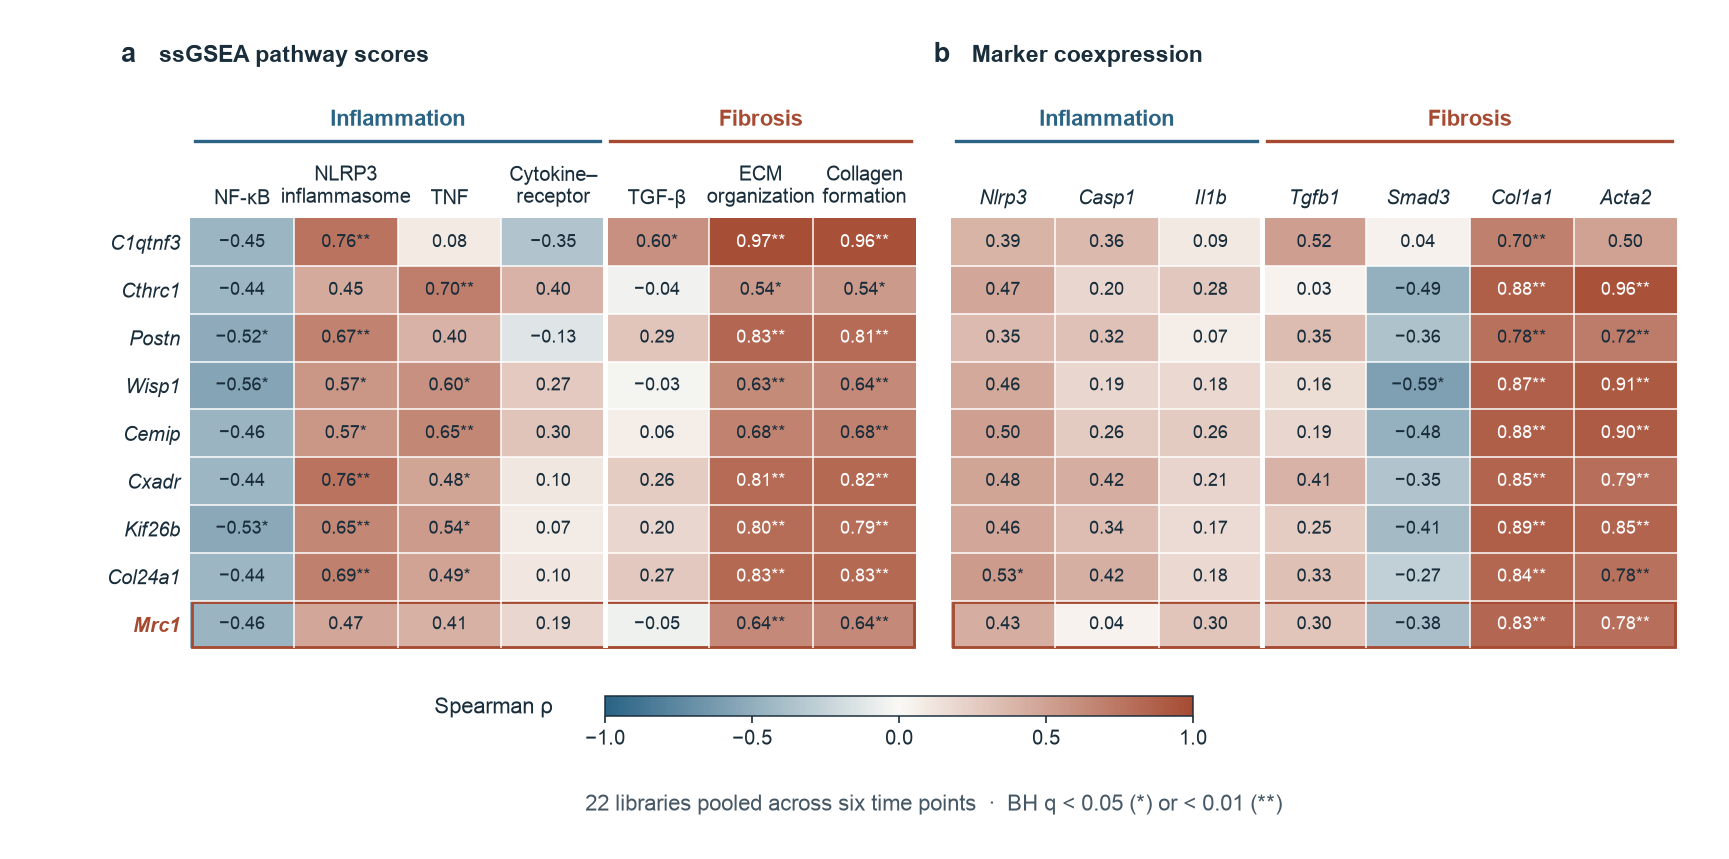 a ssGSEA pathway scores
b Marker coexpression
Inflammation Fibrosis Inflammation Fibrosis
NF-κB NLRP3 inflammasome TNF Cytokine–receptor TGF-β ECM organization Collagen formation Nlrp3 Casp1 Il1b Tgfb1 Smad3 Col1a1 Acta2
C1qtnf3 −0.45 0.76** 0.08 −0.35 0.60* 0.97** 0.96** 0.39 0.36 0.09 0.52 0.04 0.70** 0.50
Cthrc1 −0.44 0.45 0.70** 0.40 −0.04 0.54* 0.54* 0.47 0.20 0.28 0.03 −0.49 0.88** 0.96**
Postn −0.52* 0.67** 0.40 −0.13 0.29 0.83** 0.81** 0.35 0.32 0.07 0.35 −0.36 0.78** 0.72**
Wisp1 −0.56* 0.57* 0.60* 0.27 −0.03 0.63** 0.64** 0.46 0.19 0.18 0.16 −0.59* 0.87** 0.91**
Cemip −0.46 0.57* 0.65** 0.30 0.06 0.68** 0.68** 0.50 0.26 0.26 0.19 −0.48 0.88** 0.90**
Cxadr −0.44 0.76** 0.48* 0.10 0.26 0.81** 0.82** 0.48 0.42 0.21 0.41 −0.35 0.85** 0.79**
Kif26b −0.53* 0.65** 0.54* 0.07 0.20 0.80** 0.79** 0.46 0.34 0.17 0.25 −0.41 0.89** 0.85**
Col24a1 −0.44 0.69** 0.49* 0.10 0.27 0.83** 0.83** 0.53* 0.42 0.18 0.33 −0.27 0.84** 0.78**
Mrc1 −0.46 0.47 0.41 0.19 −0.05 0.64** 0.64** 0.43 0.04 0.30 0.30 −0.38 0.83** 0.78**
Spearman ρ
−1.0 −0.5 0.0 0.5 1.0
22 libraries pooled across six time points · BH q < 0.05 (*) or < 0.01 (**)